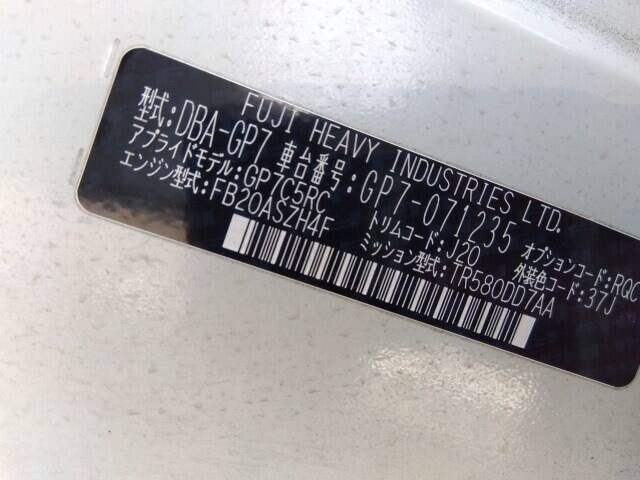 FUJI HEAVY INDUSTRIES LTD.
型式:DBA-GP7 車台番号:GP7-071235
アプライドモデル:GP7C5RC トリムコード:J20 オプションコード:RQC
エンジン型式:FB20ASZH4F ミッション型式:TR580DD7AA 外装色コード:37J